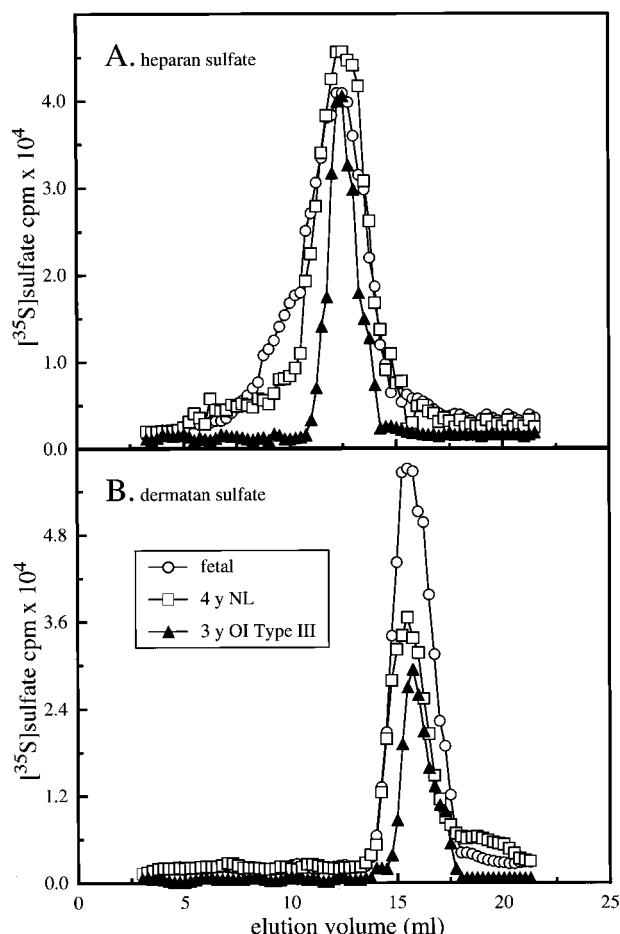 A. heparan sulfate
[³⁵S]sulfate cpm x 10⁴
4.0
3.0
2.0
1.0
0.0
B. dermatan sulfate
fetal
4 y NL
3 y OI Type III
[³⁵S]sulfate cpm x 10⁴
4.8
3.6
2.4
1.2
0.0
0 5 10 15 20 25
elution volume (ml)